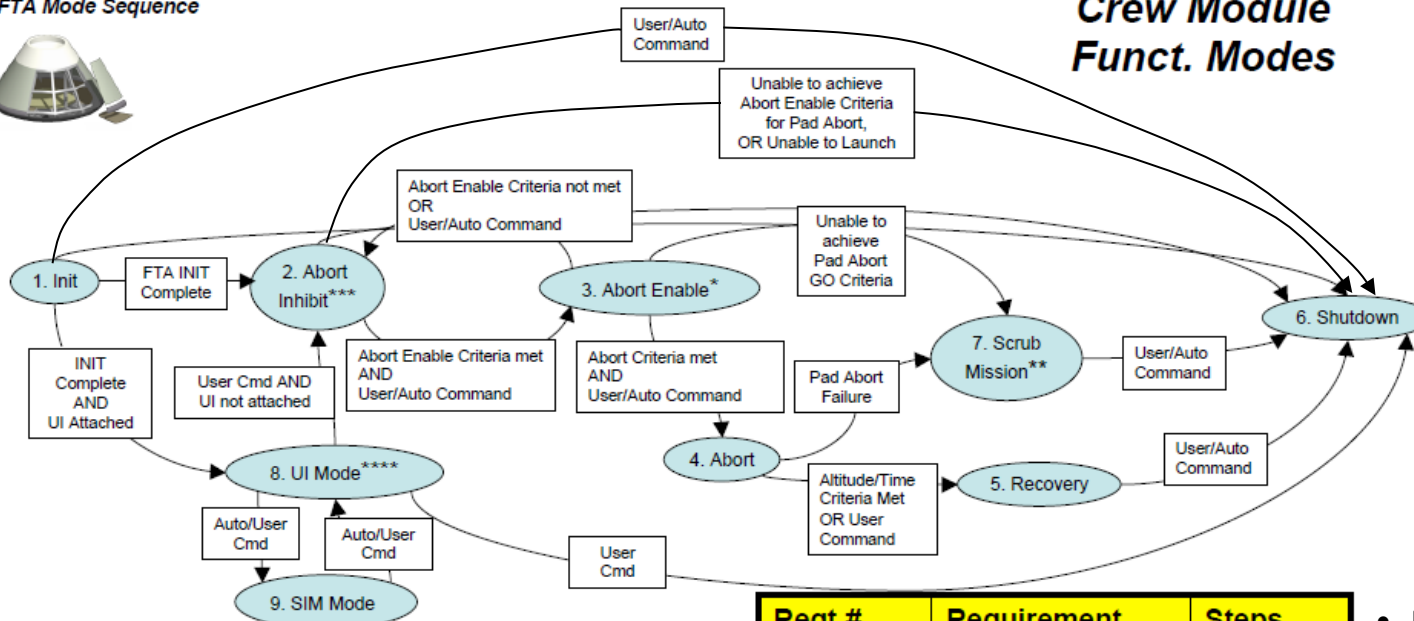 FTA Mode Sequence
Crew Module
Funct. Modes
User/Auto
Command
Unable to achieve
Abort Enable Criteria
for Pad Abort,
OR Unable to Launch
Abort Enable Criteria not met
OR
User/Auto Command
Unable to
achieve
Pad Abort
GO Criteria
1. Init
FTA INIT
Complete
2. Abort
Inhibit***
3. Abort Enable*
6. Shutdown
7. Scrub
Mission**
User/Auto
Command
INIT
Complete
AND
UI Attached
User Cmd AND
UI not attached
Abort Enable Criteria met
AND
User/Auto Command
Abort Criteria met
AND
User/Auto Command
Pad Abort
Failure
4. Abort
8. UI Mode****
Altitude/Time
Criteria Met
OR User
Command
5. Recovery
User/Auto
Command
Auto/User
Cmd
Auto/User
Cmd
User
Cmd
9. SIM Mode
Reqt # Requirement Steps